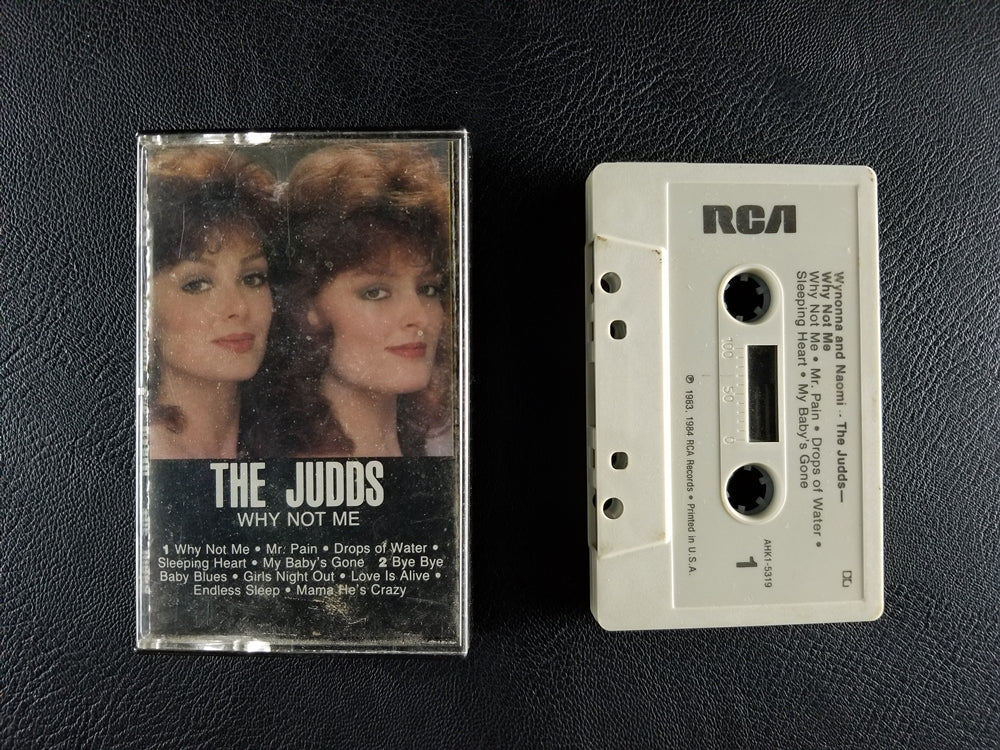 THE JUDDS
WHY NOT ME
1 Why Not Me • Mr. Pain • Drops of Water •
Sleeping Heart • My Baby's Gone 2 Bye Bye
Baby Blues • Girls Night Out • Love Is Alive •
Endless Sleep • Mama He's Crazy
RCA
Wynonna and Naomi - The Judds—
Why Not Me
Why Not Me • Mr. Pain • Drops of Water •
Sleeping Heart • My Baby's Gone
100 50 0
℗ 1983, 1984 RCA Records • Printed in U.S.A.
AHK1-5319
1